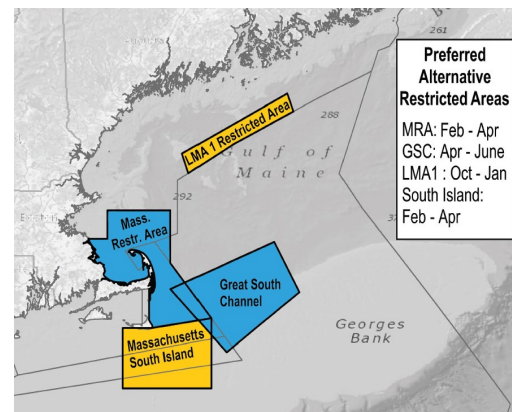 261
Preferred
Alternative
Restricted Areas
MRA: Feb - Apr
GSC: Apr - June
LMA1 : Oct - Jan
South Island:
Feb - Apr
LMA 1 Restricted Area
288
Gulf of
Maine
292
Mass.
Restr. Area
Great South
Channel
Georges
Bank
Massachusetts
South Island